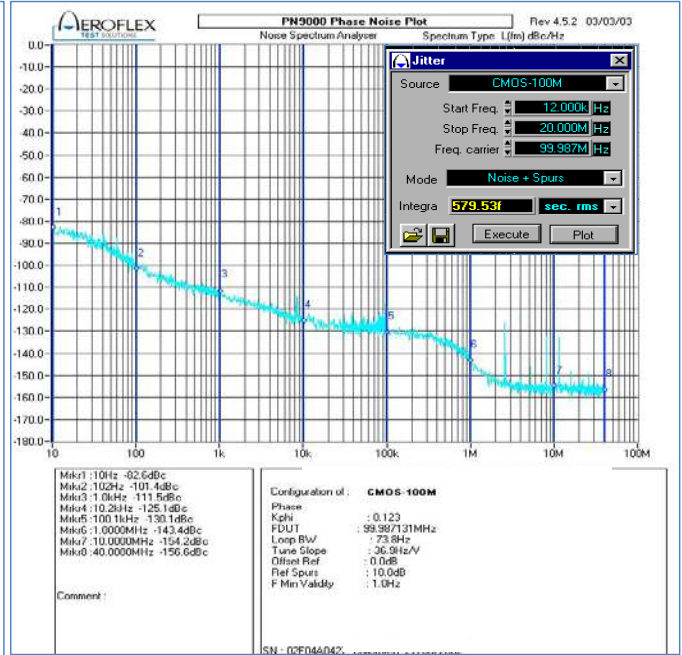 AEROFLEX
TEST SOLUTIONS
PN9000 Phase Noise Plot
Rev 4.5.2 03/03/03
Noise Spectrum Analyser
Spectrum Type L(fm) dBc/Hz
Jitter
Source CMOS-100M
Start Freq. 12.000k Hz
Stop Freq. 20.000M Hz
Freq. carrier 99.987M Hz
Mode Noise + Spurs
Integra 579.53f sec. rms
Execute Plot
0.0
-10.0
-20.0
-30.0
-40.0
-50.0
-60.0
-70.0
-80.0
-90.0
-100.0
-110.0
-120.0
-130.0
-140.0
-150.0
-160.0
-170.0
-180.0
1
2
3
4
5
6
7
8
10 100 1k 10k 100k 1M 10M 100M
Mrkr1 :10Hz -82.6dBc
Mrkr2 :102Hz -101.4dBc
Mrkr3 :1.0kHz -111.5dBc
Mrkr4 :10.2kHz -125.1dBc
Mrkr5 :100.1kHz -130.1dBc
Mrkr6 :1.0000MHz -143.4dBc
Mrkr7 :10.0000MHz -154.2dBc
Mrkr8 :40.0000MHz -156.6dBc
Comment :
Configuration of : CMOS-100M
Phase
Kphi : 0.123
FDUT : 99.987131MHz
Loop BW : 73.8Hz
Tune Slope : 36.9Hz/V
Offset Ref : 0.0dB
Ref Spurs : 10.0dB
F Min Validity : 1.0Hz
SN :